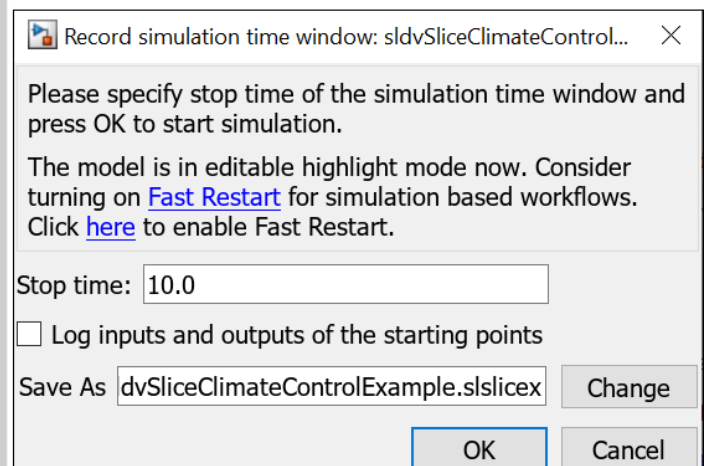 Record simulation time window: sldvSliceClimateControl...
Please specify stop time of the simulation time window and
press OK to start simulation.
The model is in editable highlight mode now. Consider
turning on Fast Restart for simulation based workflows.
Click here to enable Fast Restart.
Stop time: 10.0
Log inputs and outputs of the starting points
Save As dvSliceClimateControlExample.slslicex Change
OK Cancel